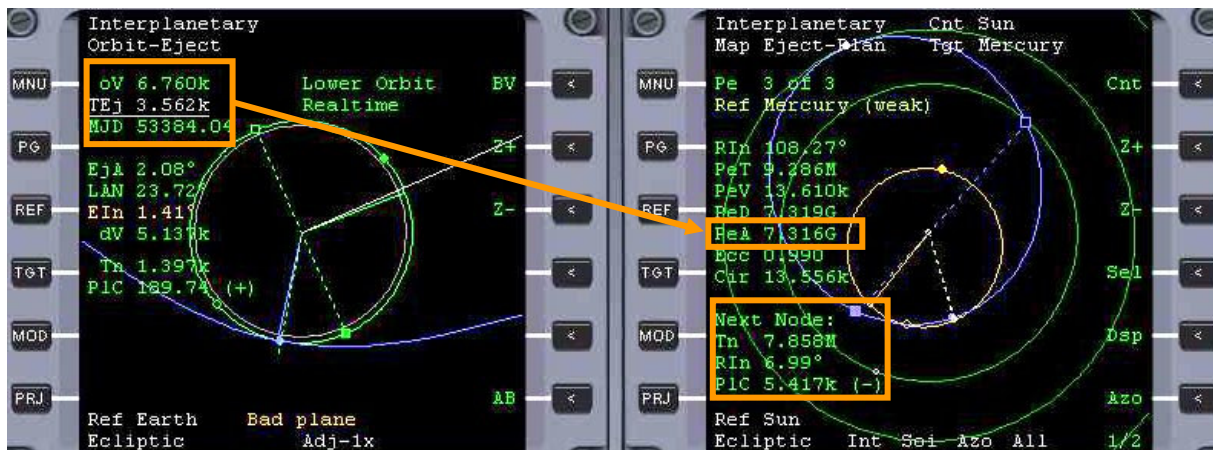 Interplanetary
Orbit-Eject
MNU
oV 6.760k
Lower Orbit
BV
<
TEj 3.562k
Realtime
MJD 53384.04
PG
Z+
<
EjA 2.08°
LAN 23.72°
REF
EIn 1.41°
Z-
<
dV 5.137k
Tn 1.397k
TGT
<
PlC 189.74 (+)
MOD
<
PRJ
AB
<
Ref Earth
Bad plane
Ecliptic
Adj-1x
Interplanetary
Cnt Sun
Map Eject-Plan
Tgt Mercury
MNU
Pe 3 of 3
Cnt
<
Ref Mercury (weak)
PG
RIn 108.27°
Z+
<
PeT 9.286M
PeV 13.610k
REF
PeD 7.319G
Z-
<
PeA 7.316G
Ecc 0.990
TGT
Cir 13.556k
Sel
<
Next Node:
MOD
Tn 7.858M
Dsp
<
RIn 6.99°
PRJ
PlC 5.417k (-)
Azo
<
Ref Sun
Ecliptic
Int Soi Azo All
1/2